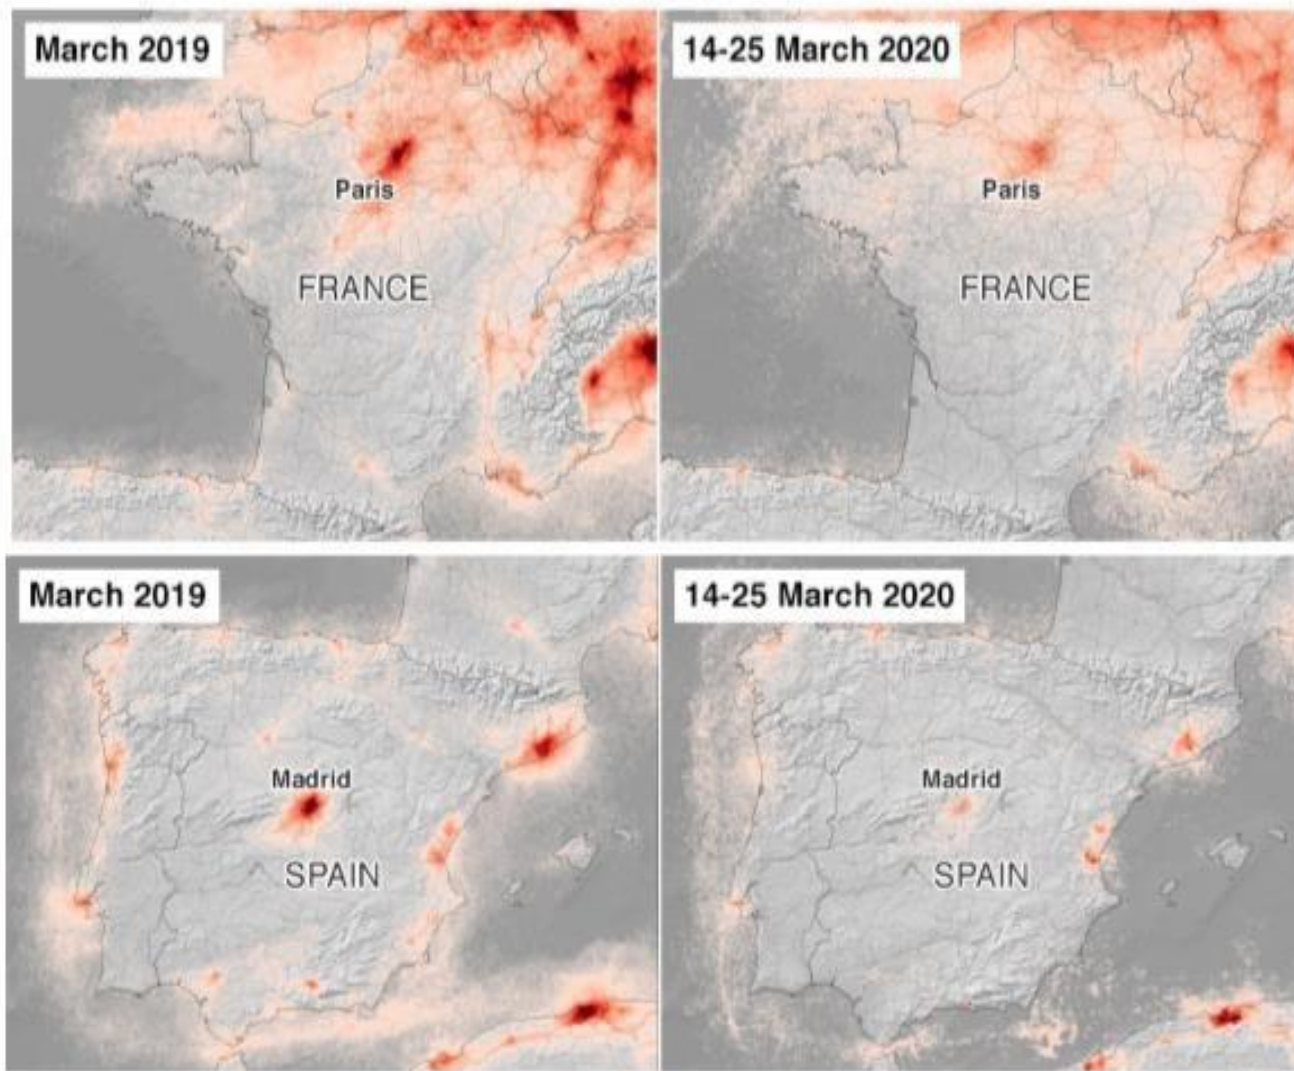 March 2019
14-25 March 2020
Paris
Paris
FRANCE
FRANCE
March 2019
14-25 March 2020
Madrid
Madrid
SPAIN
SPAIN